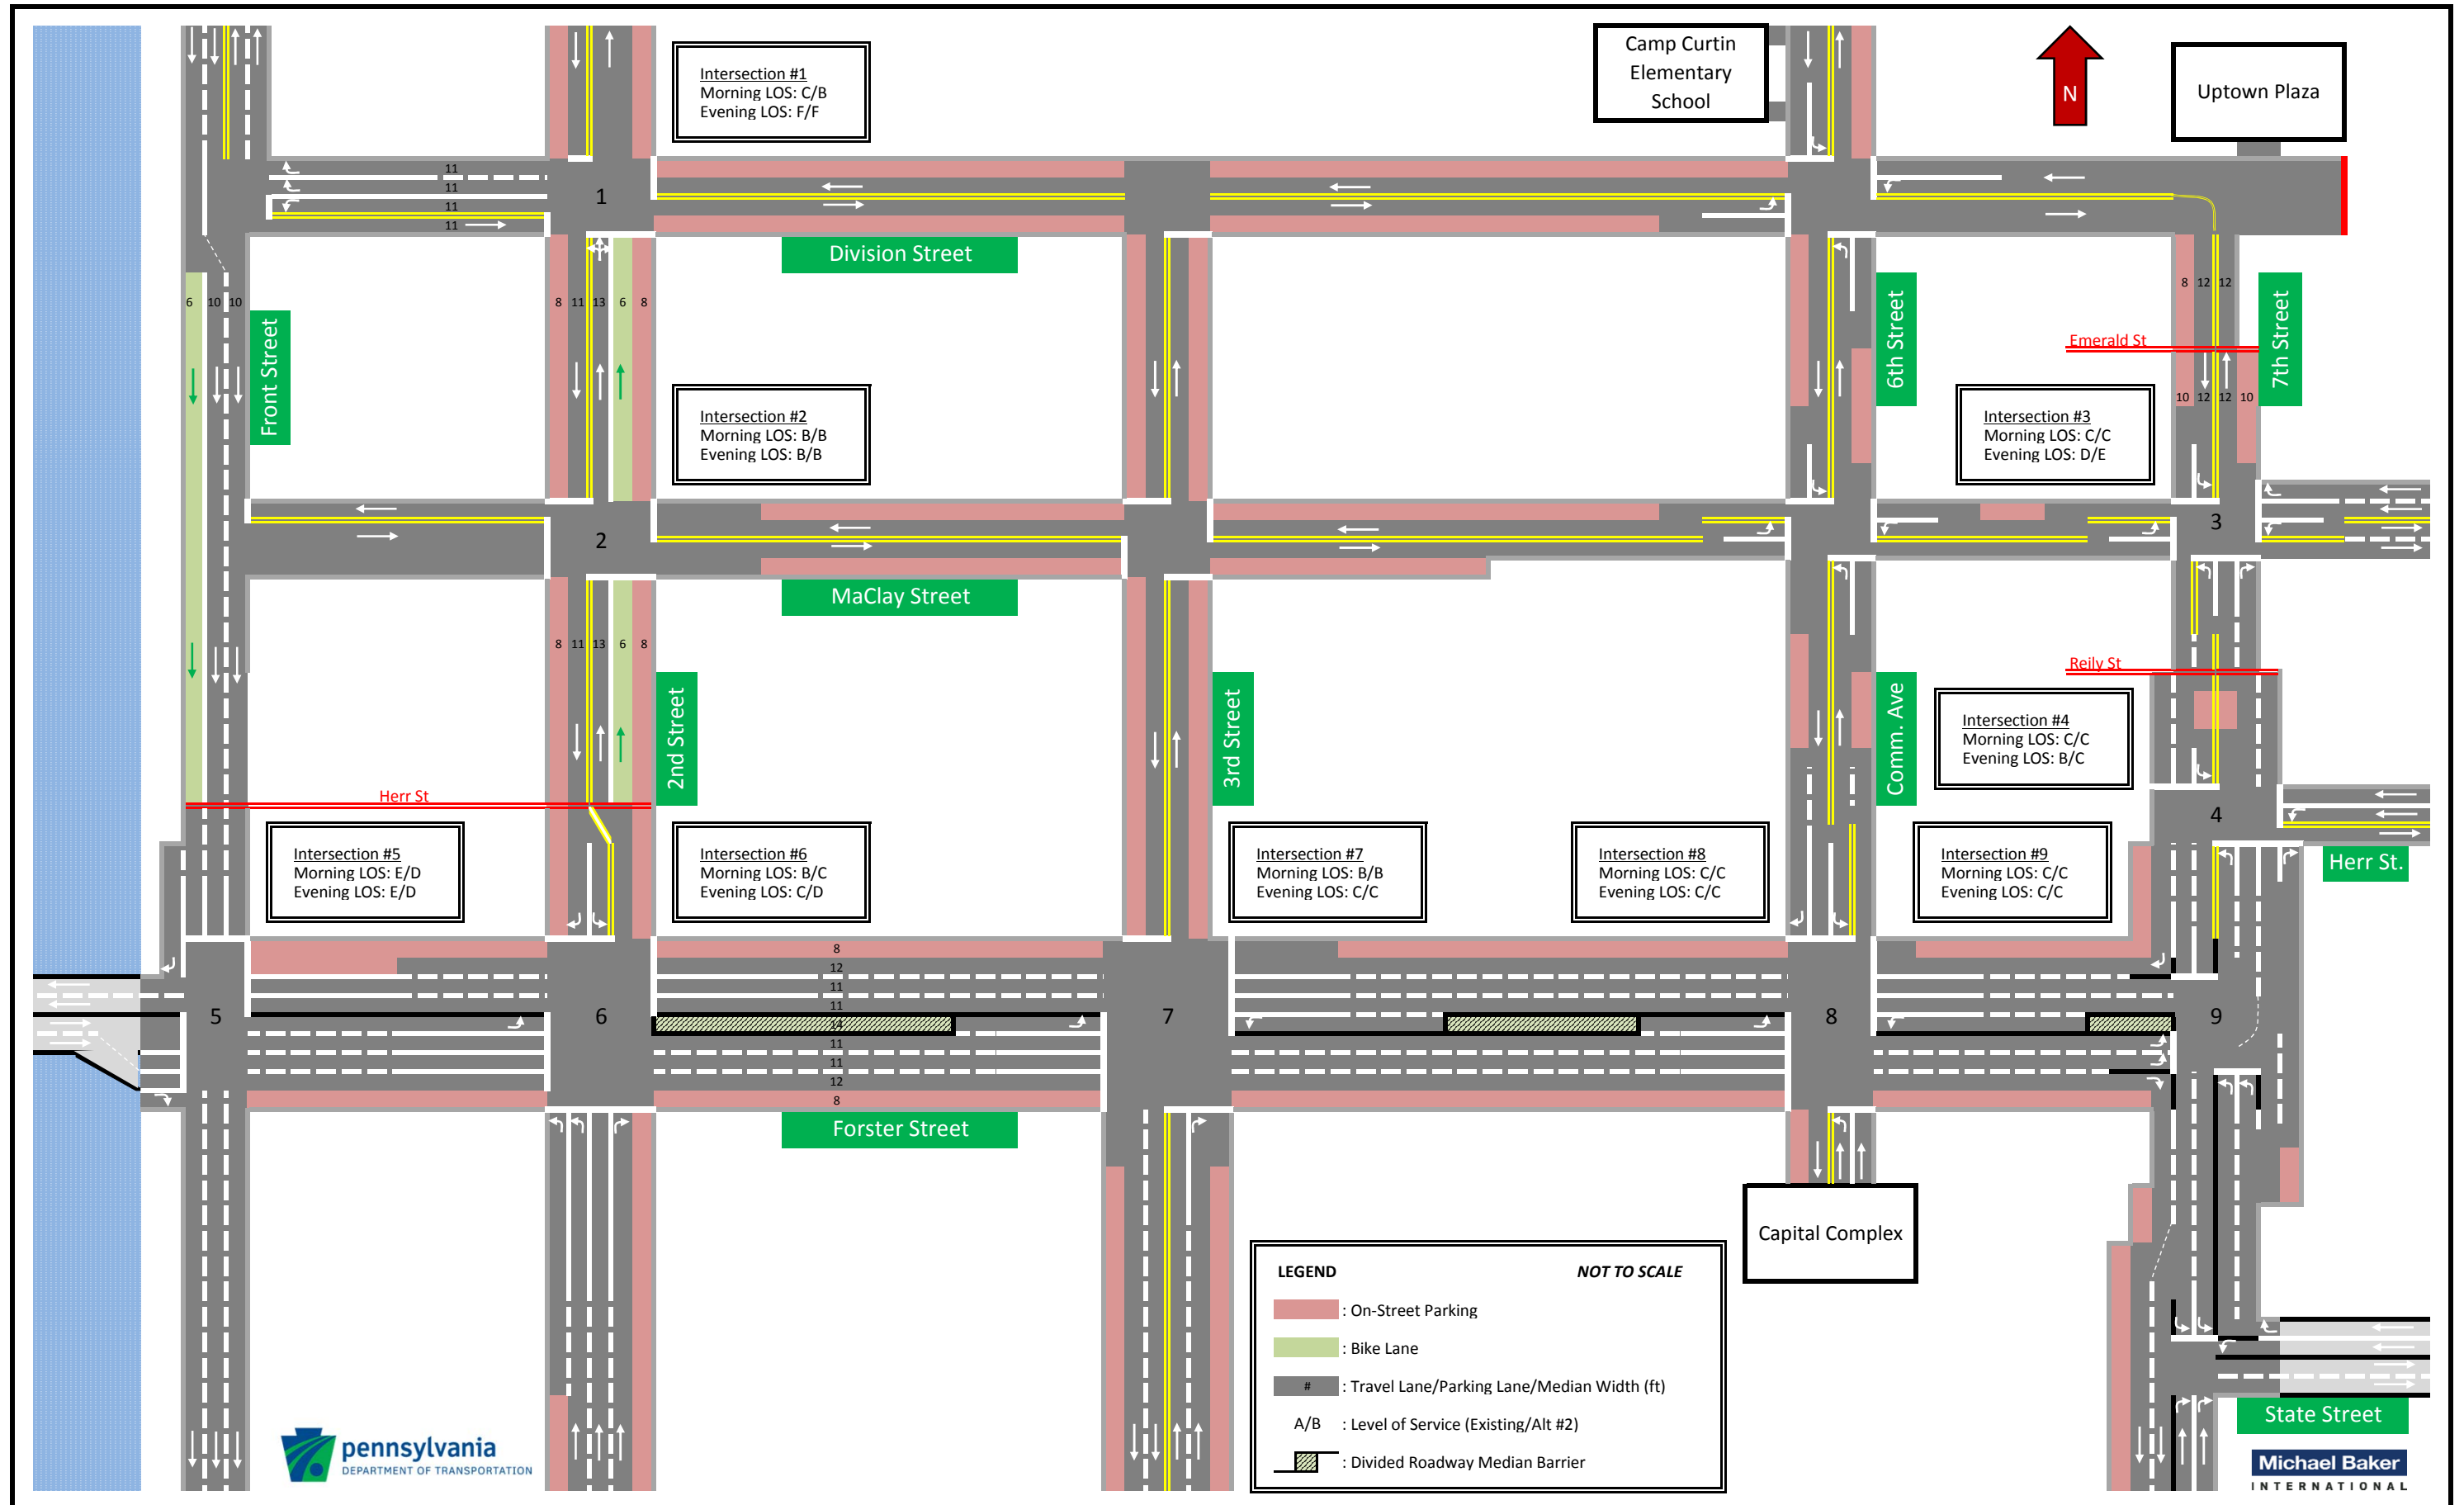 Camp Curtin
Elementary
School
N
Uptown Plaza
Intersection #1
Morning LOS: C/B
Evening LOS: F/F
11
11
11
11
1
Division Street
6 10 10
8 11 13 6 8
8 12 12
Front Street
6th Street
7th Street
Emerald St
10 12 12 10
Intersection #2
Morning LOS: B/B
Evening LOS: B/B
Intersection #3
Morning LOS: C/C
Evening LOS: D/E
2
3
MaClay Street
8 11 13 6 8
Reily St
2nd Street
3rd Street
Comm. Ave
Intersection #4
Morning LOS: C/C
Evening LOS: B/C
Herr St
4
Herr St.
Intersection #5
Morning LOS: E/D
Evening LOS: E/D
Intersection #6
Morning LOS: B/C
Evening LOS: C/D
Intersection #7
Morning LOS: B/B
Evening LOS: C/C
Intersection #8
Morning LOS: C/C
Evening LOS: C/C
Intersection #9
Morning LOS: C/C
Evening LOS: C/C
8
12
11
11
14
11
11
12
8
5
6
7
8
9
Forster Street
Capital Complex
LEGEND
NOT TO SCALE
: On-Street Parking
: Bike Lane
# : Travel Lane/Parking Lane/Median Width (ft)
A/B : Level of Service (Existing/Alt #2)
: Divided Roadway Median Barrier
State Street
pennsylvania
DEPARTMENT OF TRANSPORTATION
Michael Baker
INTERNATIONAL